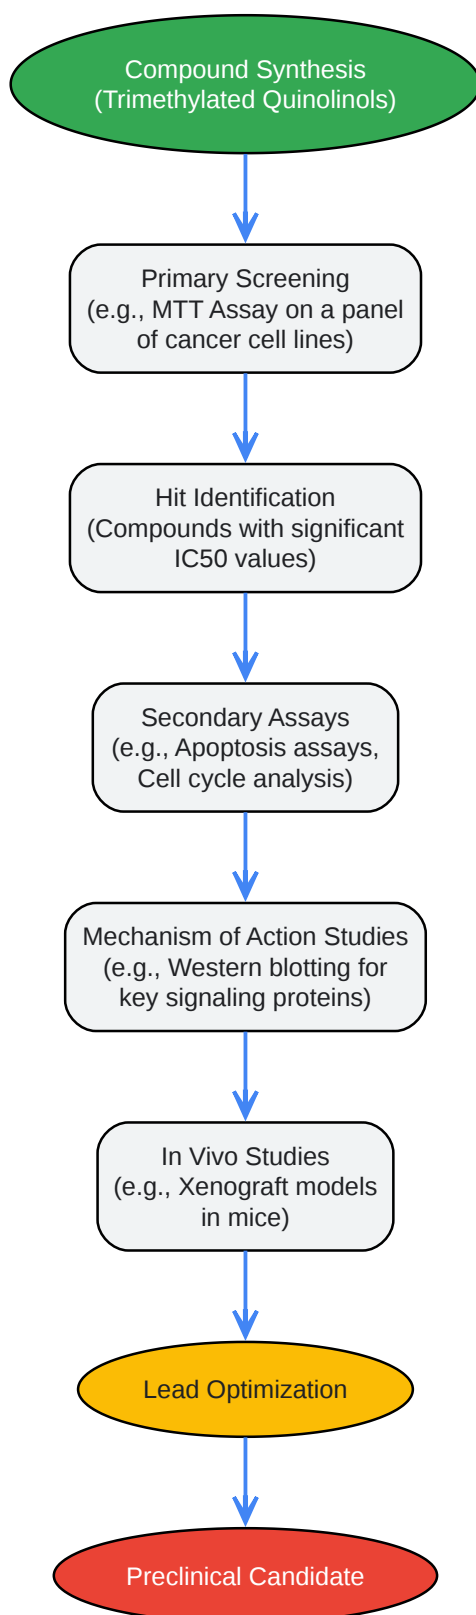 Compound Synthesis
(Trimethylated Quinolinols)
Primary Screening
(e.g., MTT Assay on a panel
of cancer cell lines)
Hit Identification
(Compounds with significant
IC50 values)
Secondary Assays
(e.g., Apoptosis assays,
Cell cycle analysis)
Mechanism of Action Studies
(e.g., Western blotting for
key signaling proteins)
In Vivo Studies
(e.g., Xenograft models
in mice)
Lead Optimization
Preclinical Candidate